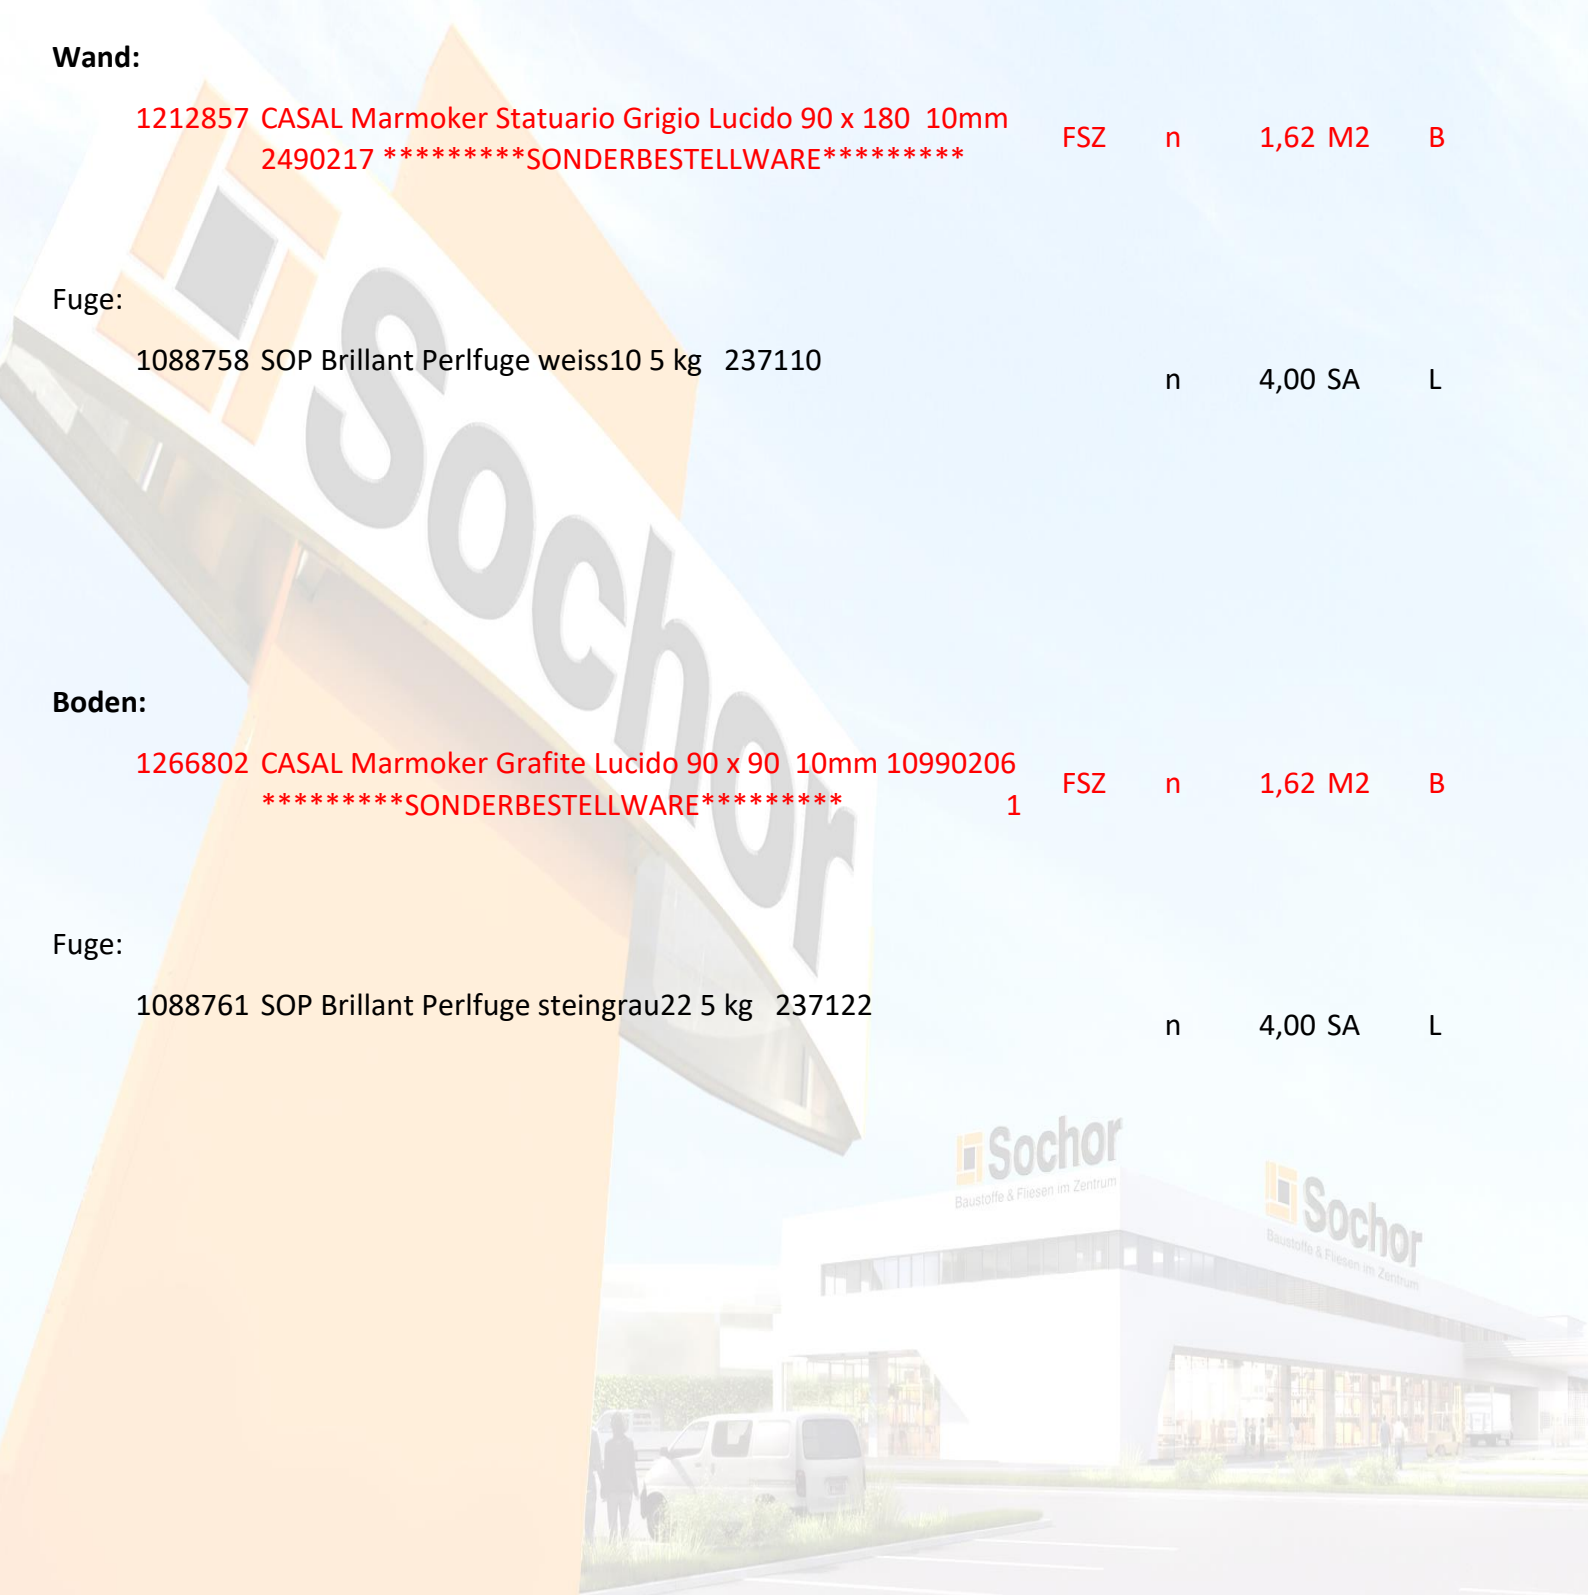 Wand:
1212857 CASAL Marmoker Statuario Grigio Lucido 90 x 180 10mm
2490217 *********SONDERBESTELLWARE********* FSZ n 1,62 M2 B
Fuge:
1088758 SOP Brillant Perlfuge weiss10 5 kg 237110
n 4,00 SA L
Boden:
1266802 CASAL Marmoker Grafite Lucido 90 x 90 10mm 10990206
*********SONDERBESTELLWARE********* 1 FSZ n 1,62 M2 B
Fuge:
1088761 SOP Brillant Perlfuge steingrau22 5 kg 237122
n 4,00 SA L
Sochor
Sochor
Baustoffe & Fliesen im Zentrum
Sochor
Baustoffe & Fliesen im Zentrum